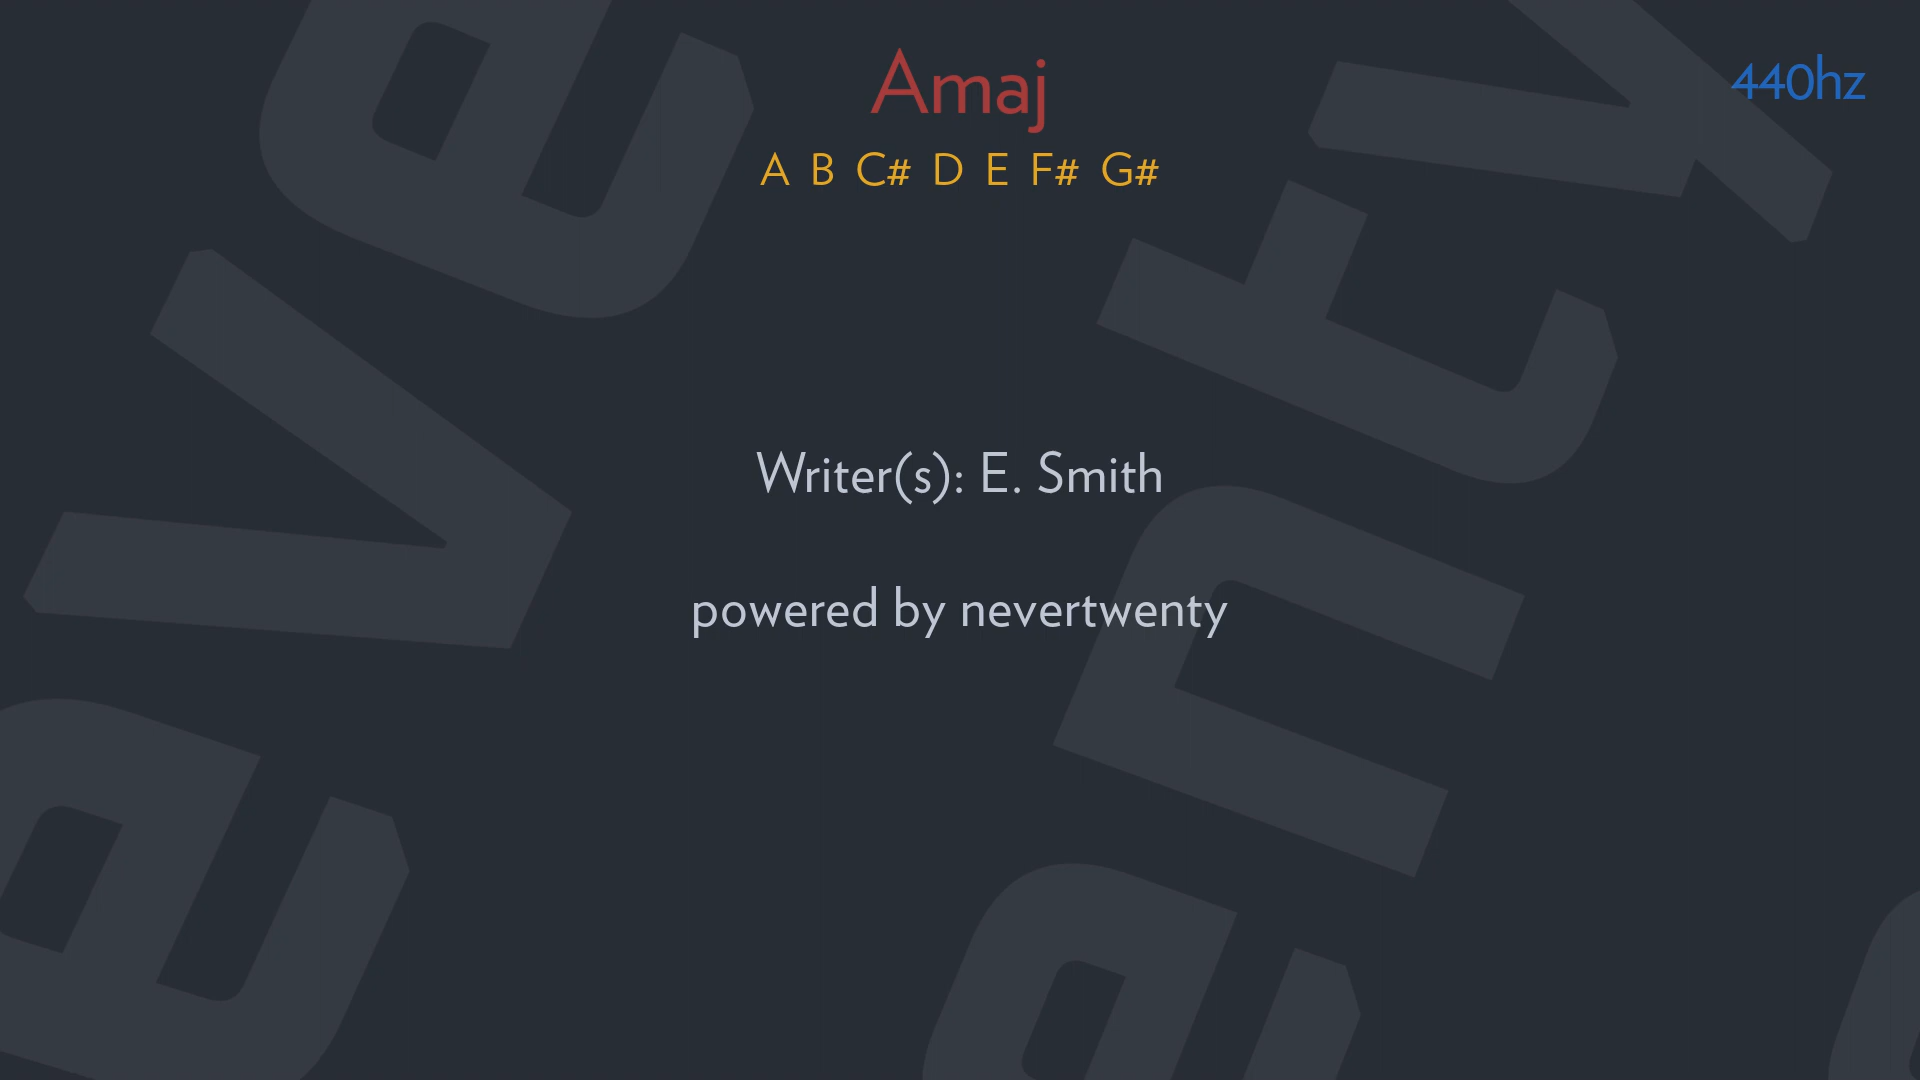 Amaj
440hz
A B C# D E F# G#
Writer(s): E. Smith
powered by nevertwenty